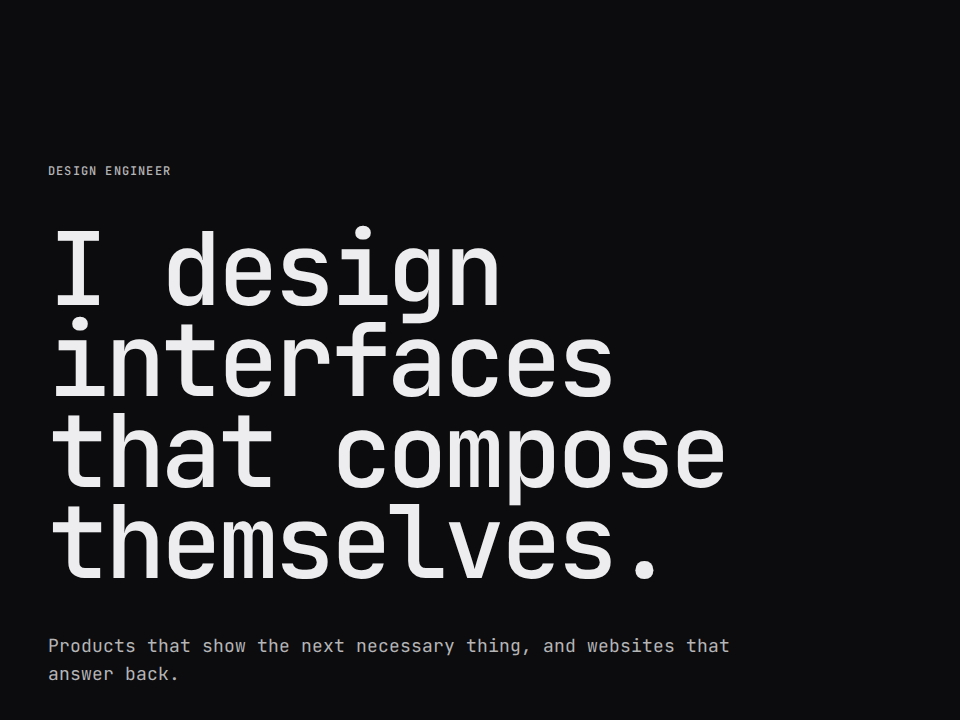 DESIGN ENGINEER
I design
interfaces
that compose
themselves.
Products that show the next necessary thing, and websites that
answer back.